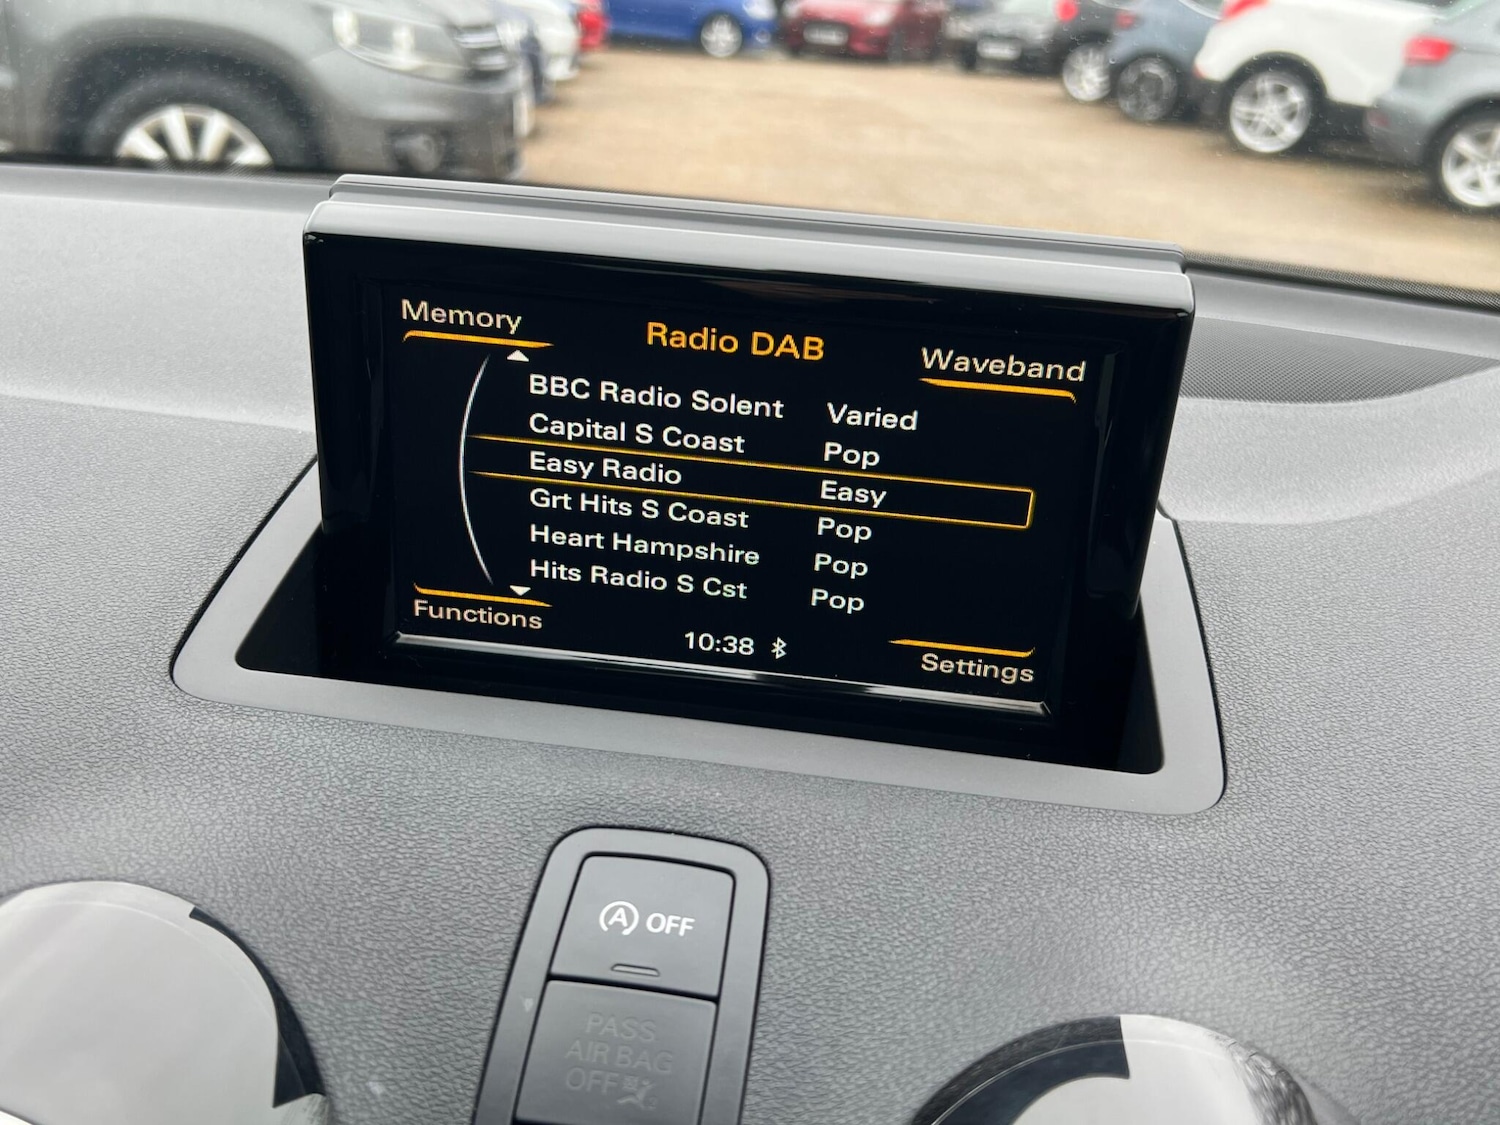 Memory
Radio DAB
Waveband
BBC Radio Solent Varied
Capital S Coast Pop
Easy Radio Easy
Grt Hits S Coast Pop
Heart Hampshire Pop
Hits Radio S Cst Pop
Functions
10:38
Settings
A OFF
PASS
AIR BAG
OFF